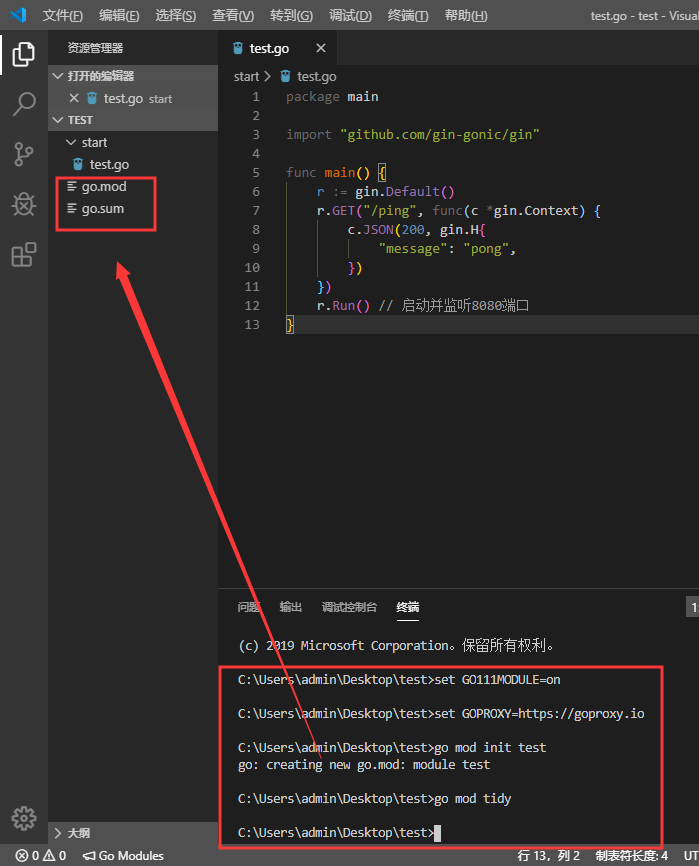 文件(F) 编辑(E) 选择(S) 查看(V) 转到(G) 调试(D) 终端(T) 帮助(H) test.go - test - Visual
资源管理器
打开的编辑器
test.go start
TEST
start
test.go
go.mod
go.sum
大纲
test.go
start > test.go
1 package main
2
3 import "github.com/gin-gonic/gin"
4
5 func main() {
6 r := gin.Default()
7 r.GET("/ping", func(c *gin.Context) {
8 c.JSON(200, gin.H{
9 "message": "pong",
10 })
11 })
12 r.Run() // 启动并监听8080端口
13 }
问题 输出 调试控制台 终端 1
(c) 2019 Microsoft Corporation。保留所有权利。
C:\Users\admin\Desktop\test>set GO111MODULE=on
C:\Users\admin\Desktop\test>set GOPROXY=https://goproxy.io
C:\Users\admin\Desktop\test>go mod init test
go: creating new go.mod: module test
C:\Users\admin\Desktop\test>go mod tidy
C:\Users\admin\Desktop\test>
0 0 Go Modules 行 13，列 2 制表符长度: 4 UT